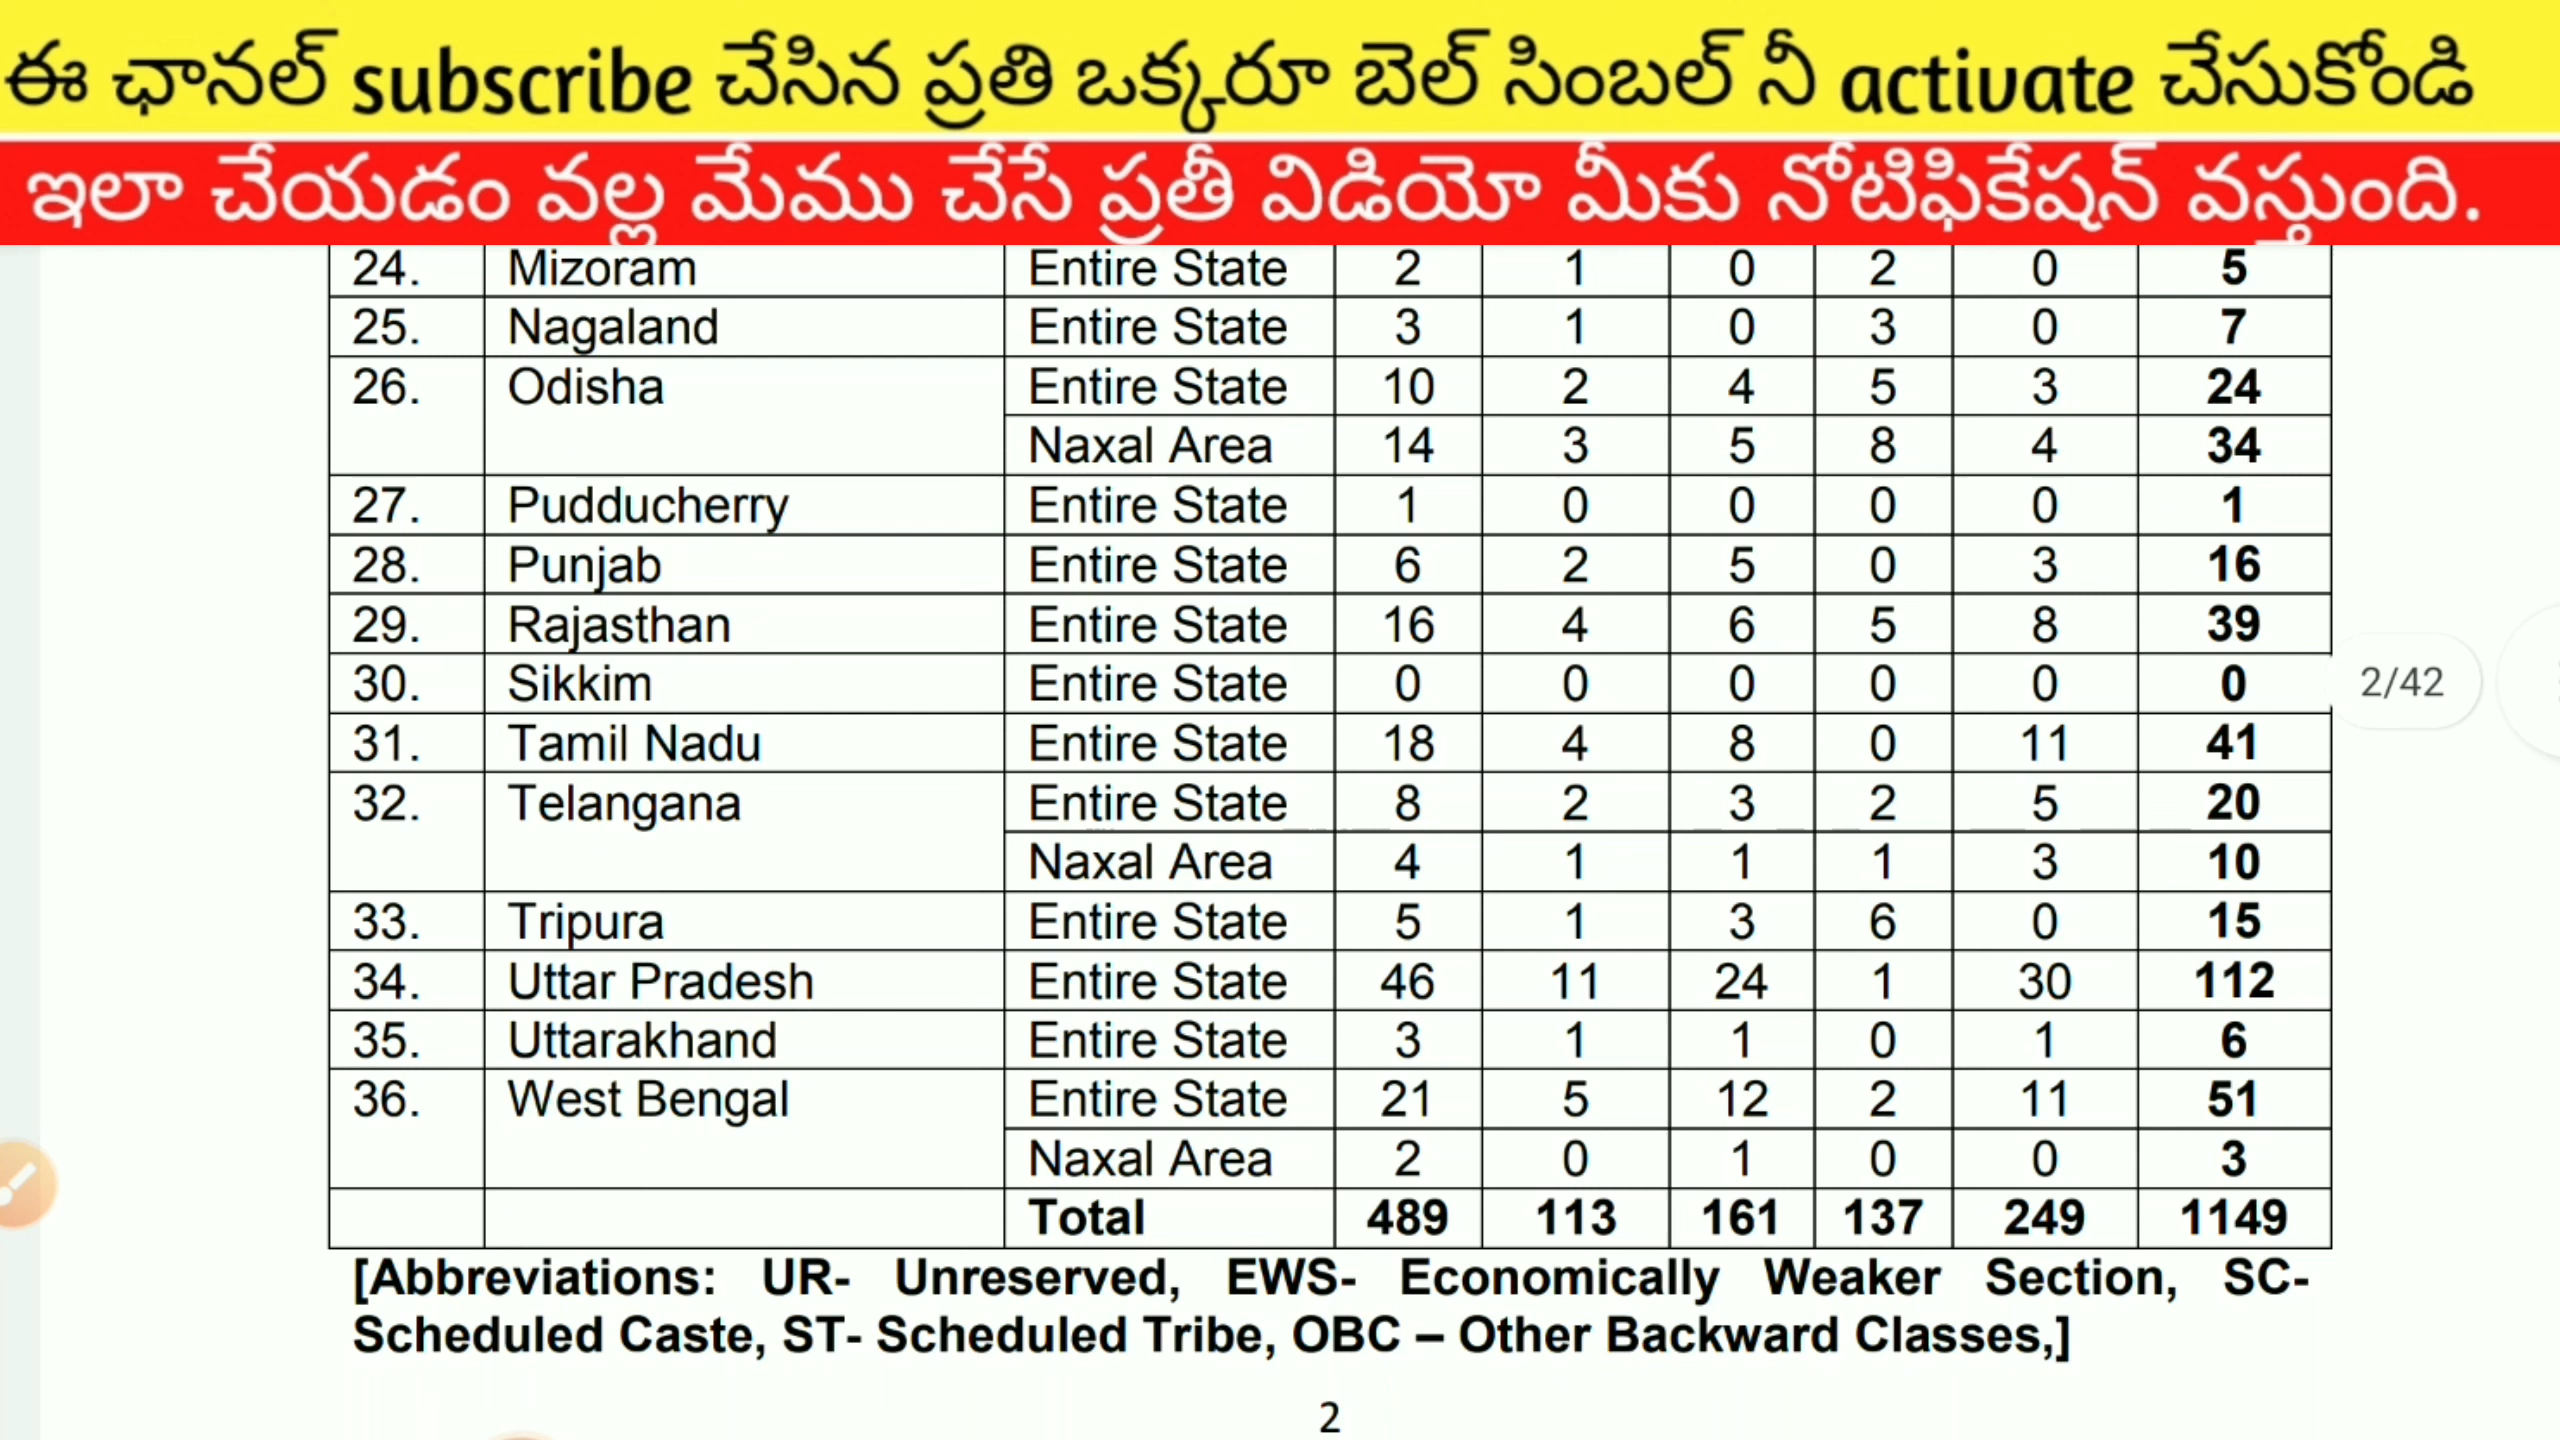 ఈ ఛానల్ subscribe చేసిన ప్రతి ఒక్కరూ బెల్ సింబల్ నీ activate చేసుకోండి
ఇలా చేయడం వల్ల మేము చేసే ప్రతీ విడియో మీకు నోటిఫికేషన్ వస్తుంది.
24. Mizoram Entire State 2 1 0 2 0 5
25. Nagaland Entire State 3 1 0 3 0 7
26. Odisha Entire State 10 2 4 5 3 24
Naxal Area 14 3 5 8 4 34
27. Pudducherry Entire State 1 0 0 0 0 1
28. Punjab Entire State 6 2 5 0 3 16
29. Rajasthan Entire State 16 4 6 5 8 39
30. Sikkim Entire State 0 0 0 0 0 0
2/42
31. Tamil Nadu Entire State 18 4 8 0 11 41
32. Telangana Entire State 8 2 3 2 5 20
Naxal Area 4 1 1 1 3 10
33. Tripura Entire State 5 1 3 6 0 15
34. Uttar Pradesh Entire State 46 11 24 1 30 112
35. Uttarakhand Entire State 3 1 1 0 1 6
36. West Bengal Entire State 21 5 12 2 11 51
Naxal Area 2 0 1 0 0 3
Total 489 113 161 137 249 1149
[Abbreviations: UR- Unreserved, EWS- Economically Weaker Section, SC-
Scheduled Caste, ST- Scheduled Tribe, OBC – Other Backward Classes,]
2